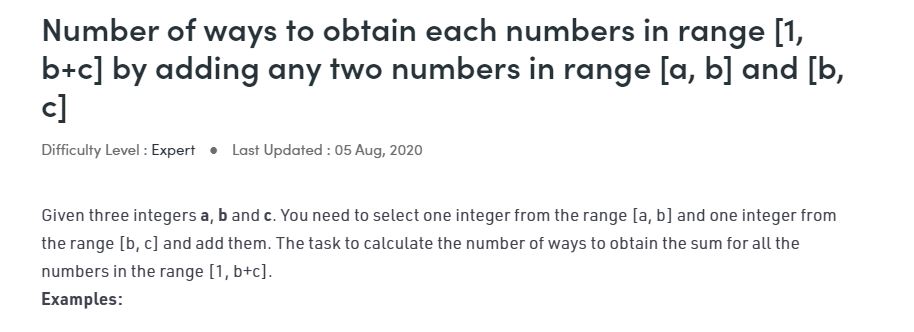 Number of ways to obtain each numbers in range [1,
b+c] by adding any two numbers in range [a, b] and [b,
c]
Difficulty Level : Expert ● Last Updated : 05 Aug, 2020
Given three integers a, b and c. You need to select one integer from the range [a, b] and one integer from
the range [b, c] and add them. The task to calculate the number of ways to obtain the sum for all the
numbers in the range [1, b+c].
Examples: